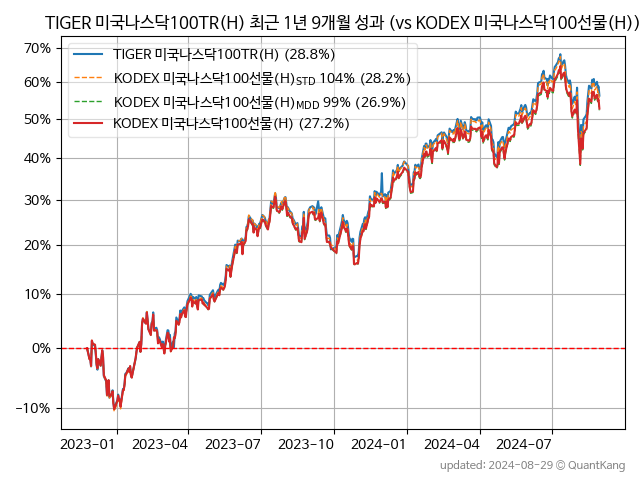 TIGER 미국나스닥100TR(H) 최근 1년 9개월 성과 (vs KODEX 미국나스닥100선물(H))
TIGER 미국나스닥100TR(H) (28.8%)
KODEX 미국나스닥100선물(H)STD 104% (28.2%)
KODEX 미국나스닥100선물(H)MDD 99% (26.9%)
KODEX 미국나스닥100선물(H) (27.2%)
70%
60%
50%
40%
30%
20%
10%
0%
-10%
2023-01 2023-04 2023-07 2023-10 2024-01 2024-04 2024-07
updated: 2024-08-29 © QuantKang